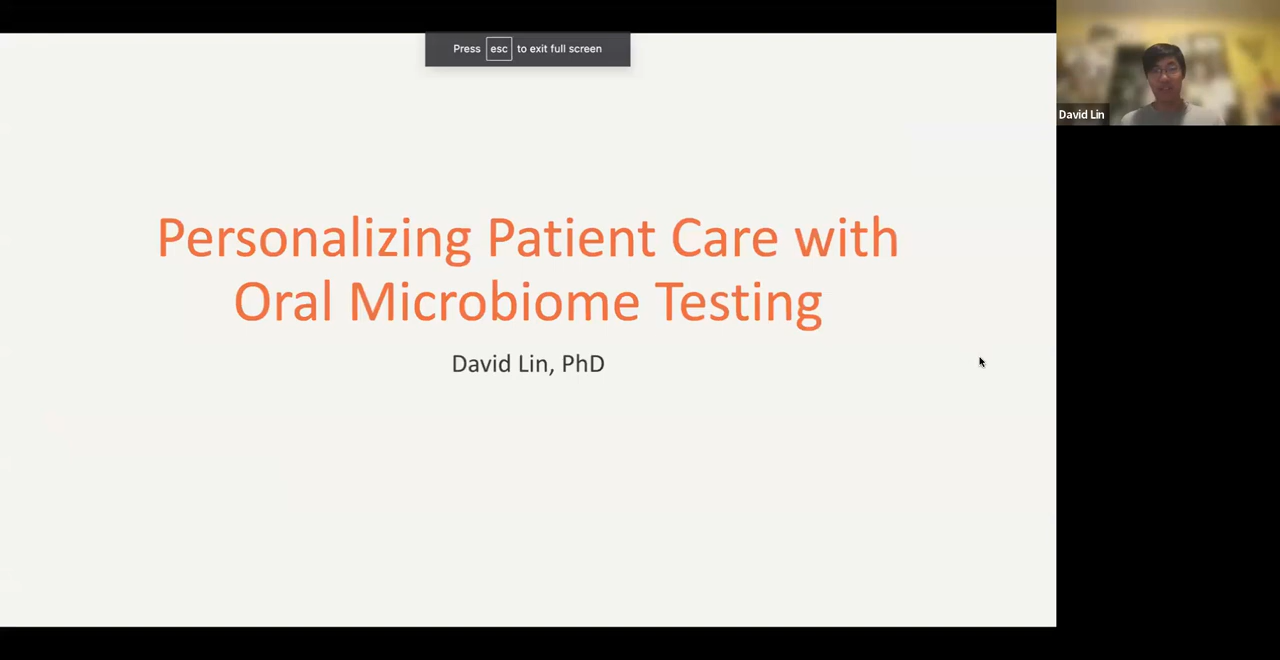 Press esc to exit full screen
David Lin
Personalizing Patient Care with
Oral Microbiome Testing
David Lin, PhD